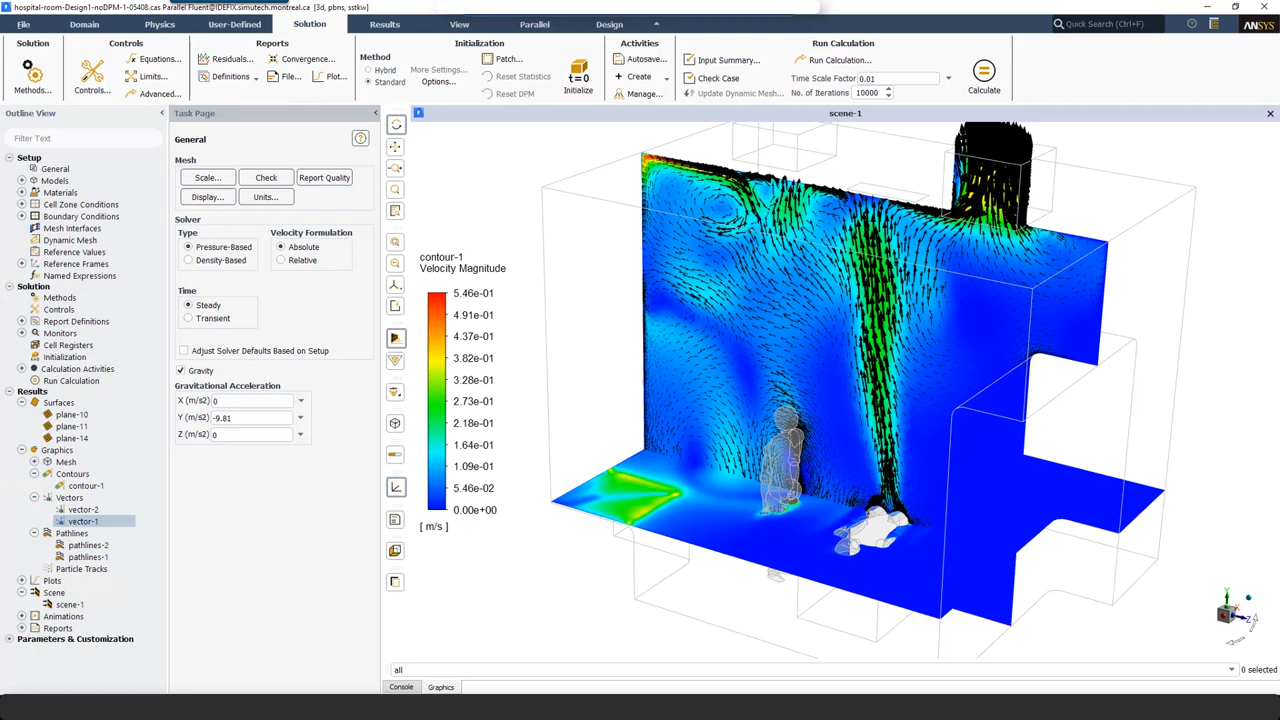 hospital-room-Design1-noDPM-1-05408.cas Parallel Fluent@IDEFIX.simutech.montreal.ca [3d, pbns, sstkw]
File Domain Physics User-Defined Solution Results View Parallel Design
Quick Search (Ctrl+F)
ANSYS
Solution
Methods...
Controls
Controls...
Equations...
Limits...
Advanced...
Reports
Residuals...
Definitions
Convergence...
File...
Plot...
Initialization
Method
Hybrid
Standard
More Settings...
Options...
Patch...
Reset Statistics
Reset DPM
t=0
Initialize
Activities
Autosave...
Create
Manage...
Run Calculation
Input Summary...
Check Case
Update Dynamic Mesh...
Run Calculation...
Time Scale Factor 0.01
No. of Iterations 10000
Calculate
Outline View
Filter Text
Setup
General
Models
Materials
Cell Zone Conditions
Boundary Conditions
Mesh Interfaces
Dynamic Mesh
Reference Values
Reference Frames
Named Expressions
Solution
Methods
Controls
Report Definitions
Monitors
Cell Registers
Initialization
Calculation Activities
Run Calculation
Results
Surfaces
plane-10
plane-11
plane-14
Graphics
Mesh
Contours
contour-1
Vectors
vector-2
vector-1
Pathlines
pathlines-2
pathlines-1
Particle Tracks
Plots
Scene
scene-1
Animations
Reports
Parameters & Customization
Task Page
General
Mesh
Scale... Check Report Quality
Display... Units...
Solver
Type
Pressure-Based
Density-Based
Velocity Formulation
Absolute
Relative
Time
Steady
Transient
Adjust Solver Defaults Based on Setup
Gravity
Gravitational Acceleration
X (m/s2) 0
Y (m/s2) -9.81
Z (m/s2) 0
scene-1
contour-1
Velocity Magnitude
5.46e-01
4.91e-01
4.37e-01
3.82e-01
3.28e-01
2.73e-01
2.18e-01
1.64e-01
1.09e-01
5.46e-02
0.00e+00
[ m/s ]
Y
X
Z
all
0 selected
Console Graphics